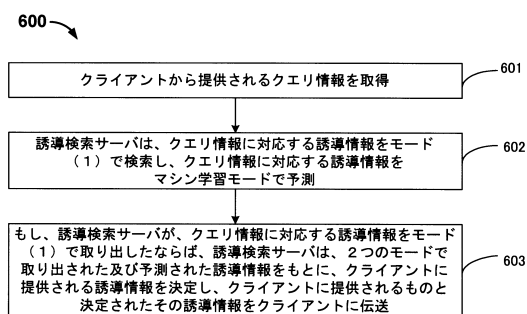 600
クライアントから提供されるクエリ情報を取得
601
誘導検索サーバは、クエリ情報に対応する誘導情報をモード
（1）で検索し、クエリ情報に対応する誘導情報を
マシン学習モードで予測
602
もし、誘導検索サーバが、クエリ情報に対応する誘導情報をモード
（1）で取り出したならば、誘導検索サーバは、2つのモードで
取り出された及び予測された誘導情報をもとに、クライアントに
提供される誘導情報を決定し、クライアントに提供されるものと
決定されたその誘導情報をクライアントに伝送
603